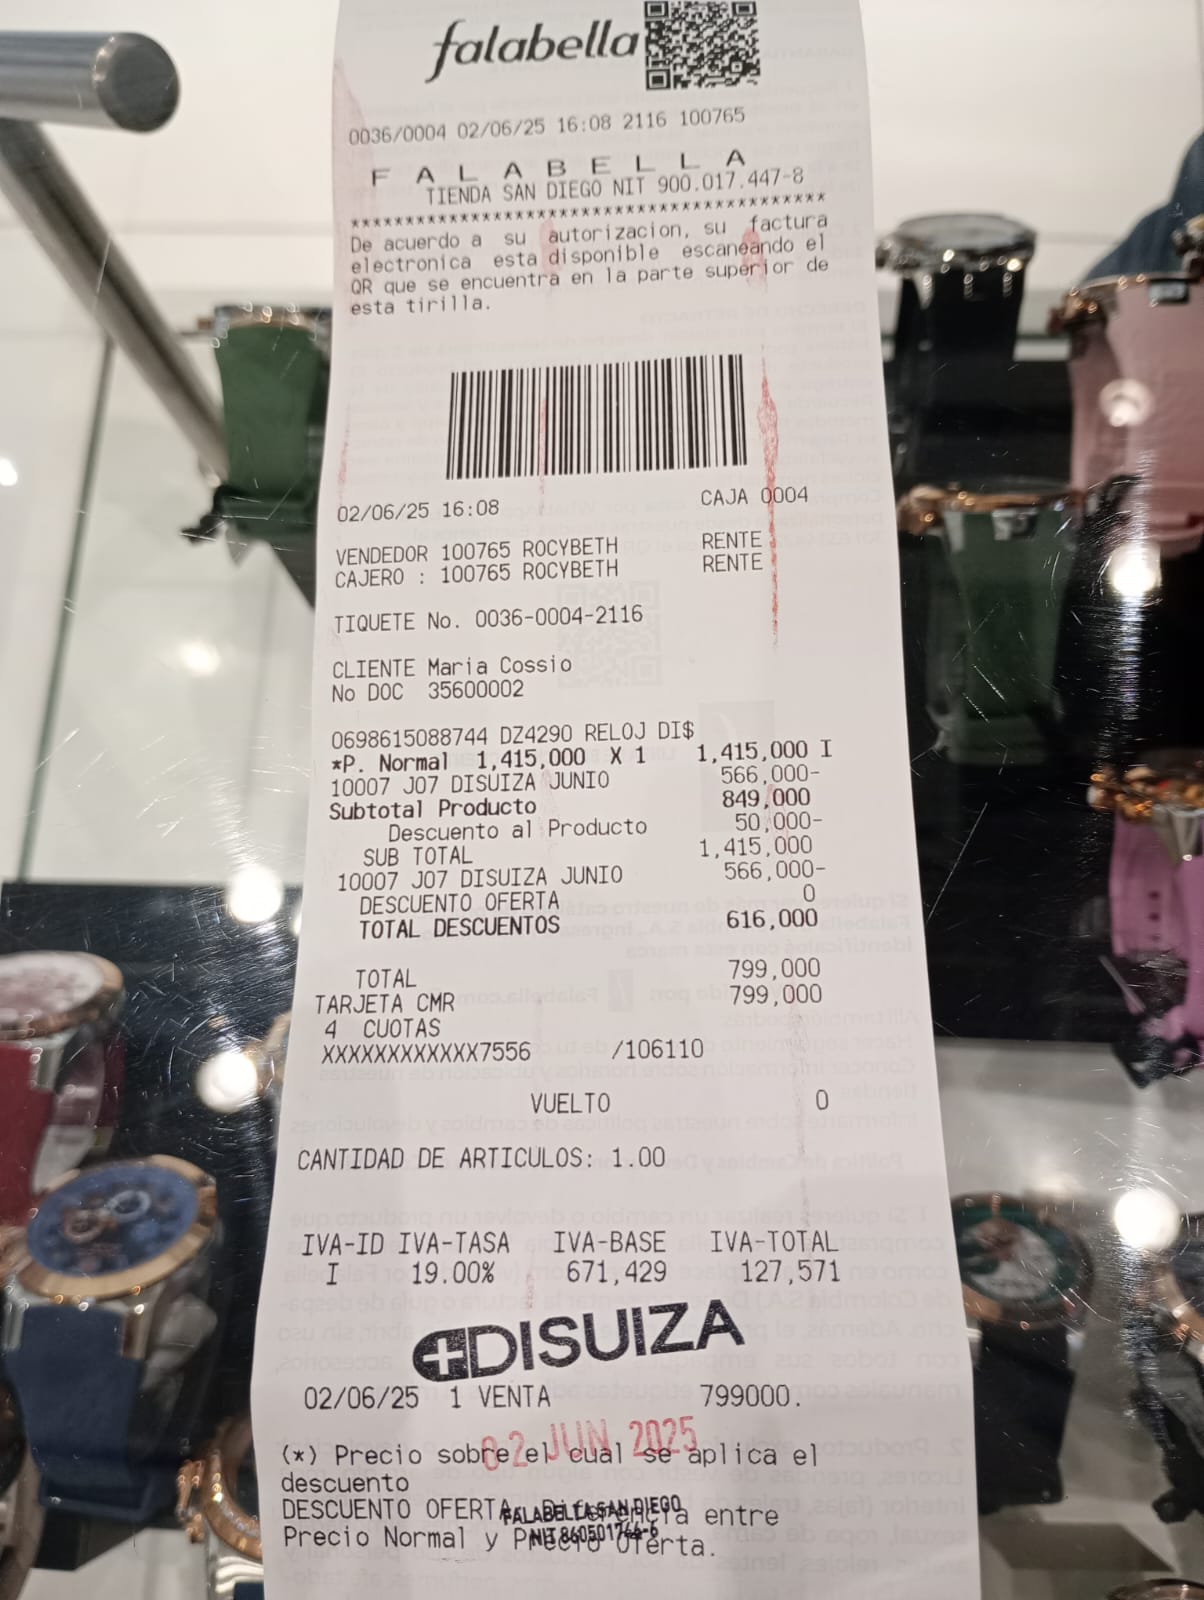 falabella
0036/0004 02/06/25 16:08 2116 100765
F A L A B E L L A
TIENDA SAN DIEGO NIT 900.017.447-8
****************************************
De acuerdo a su autorizacion, su factura
electronica esta disponible escaneando el
QR que se encuentra en la parte superior de
esta tirilla.
02/06/25 16:08 CAJA 0004
VENDEDOR 100765 ROCYBETH RENTE
CAJERO : 100765 ROCYBETH RENTE
TIQUETE No. 0036-0004-2116
CLIENTE Maria Cossio
No DOC 35600002
0698615088744 DZ4290 RELOJ DI$
*P. Normal 1,415,000 X 1 1,415,000 I
10007 J07 DISUIZA JUNIO 566,000-
Subtotal Producto 849,000
Descuento al Producto 50,000-
SUB TOTAL 1,415,000
10007 J07 DISUIZA JUNIO 566,000-
DESCUENTO OFERTA 0
TOTAL DESCUENTOS 616,000
TOTAL 799,000
TARJETA CMR 799,000
4 CUOTAS
XXXXXXXXXXXX7556 /106110
VUELTO 0
CANTIDAD DE ARTICULOS: 1.00
IVA-ID IVA-TASA IVA-BASE IVA-TOTAL
I 19.00% 671,429 127,571
DISUIZA
02/06/25 1 VENTA 799000.
02 JUN 2025
(*) Precio sobre el cual se aplica el
descuento
DESCUENTO OFERTA: Diferencia entre
FALABELLA SAN DIEGO
Precio Normal y Precio Oferta.
NIT 860501766-6